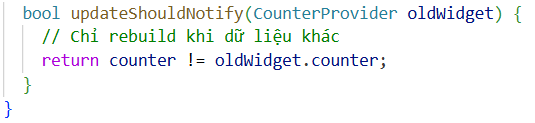 bool updateShouldNotify(CounterProvider oldWidget) {
// Chỉ rebuild khi dữ liệu khác
return counter != oldWidget.counter;
}
}